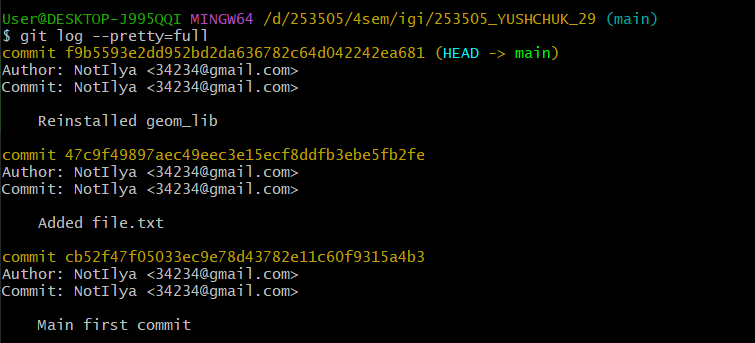 User@DESKTOP-J995QQI MINGW64 /d/253505/4sem/igi/253505_YUSHCHUK_29 (main)
$ git log --pretty=full
commit f9b5593e2dd952bd2da636782c64d042242ea681 (HEAD -> main)
Author: NotIlya <34234@gmail.com>
Commit: NotIlya <34234@gmail.com>
Reinstalled geom_lib
commit 47c9f49897aec49eec3e15ecf8ddfb3ebe5fb2fe
Author: NotIlya <34234@gmail.com>
Commit: NotIlya <34234@gmail.com>
Added file.txt
commit cb52f47f05033ec9e78d43782e11c60f9315a4b3
Author: NotIlya <34234@gmail.com>
Commit: NotIlya <34234@gmail.com>
Main first commit